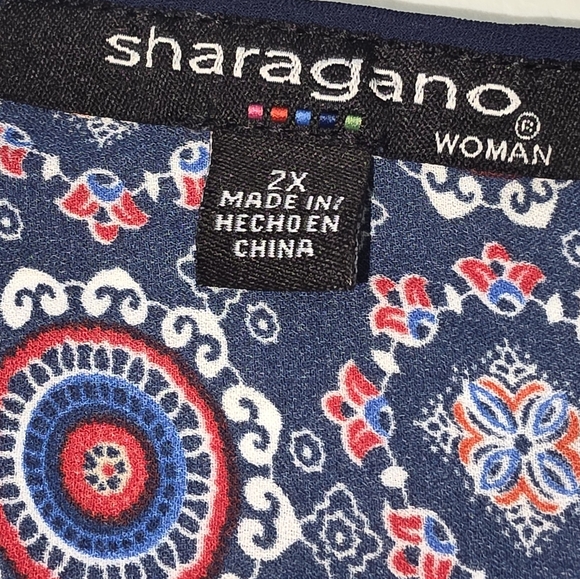 sharagano®
WOMAN
2X
MADE IN/
HECHO EN
CHINA